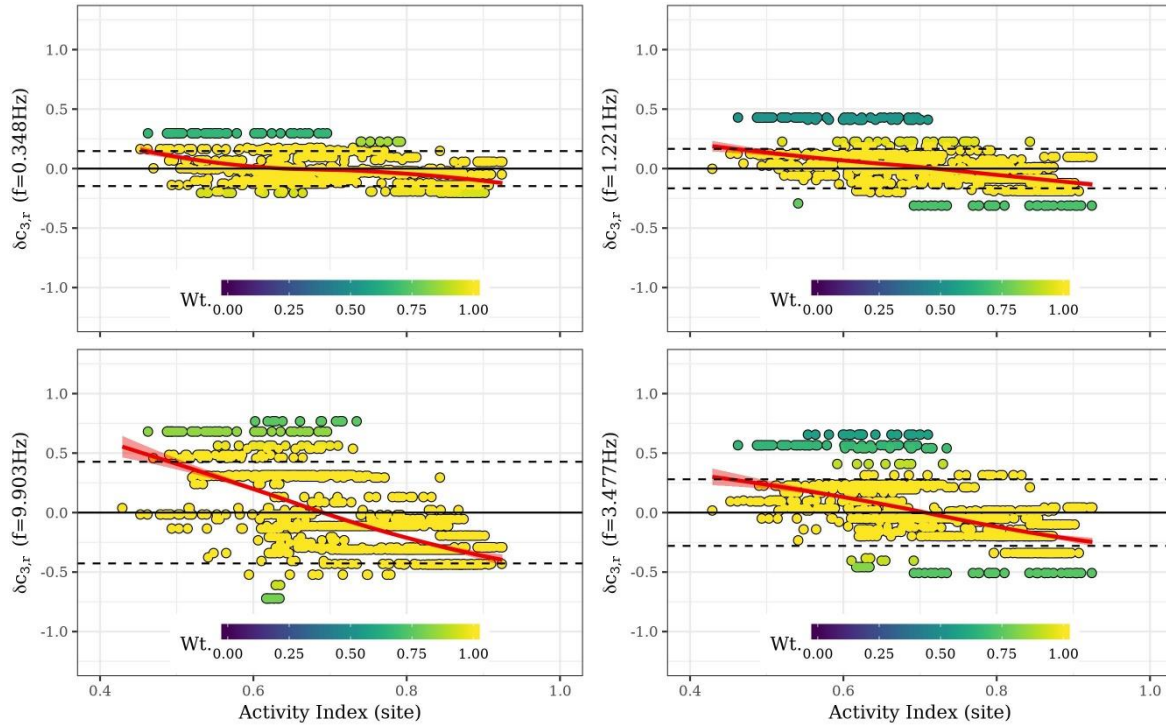 δc3,r (f=0.348Hz)
1.0
0.5
0.0
-0.5
-1.0
Wt.
0.00 0.25 0.50 0.75 1.00
δc3,r (f=1.221Hz)
1.0
0.5
0.0
-0.5
-1.0
Wt.
0.00 0.25 0.50 0.75 1.00
δc3,r (f=9.903Hz)
1.0
0.5
0.0
-0.5
-1.0
Wt.
0.00 0.25 0.50 0.75 1.00
0.4 0.6 0.8 1.0
Activity Index (site)
δc3,r (f=3.477Hz)
1.0
0.5
0.0
-0.5
-1.0
Wt.
0.00 0.25 0.50 0.75 1.00
0.4 0.6 0.8 1.0
Activity Index (site)